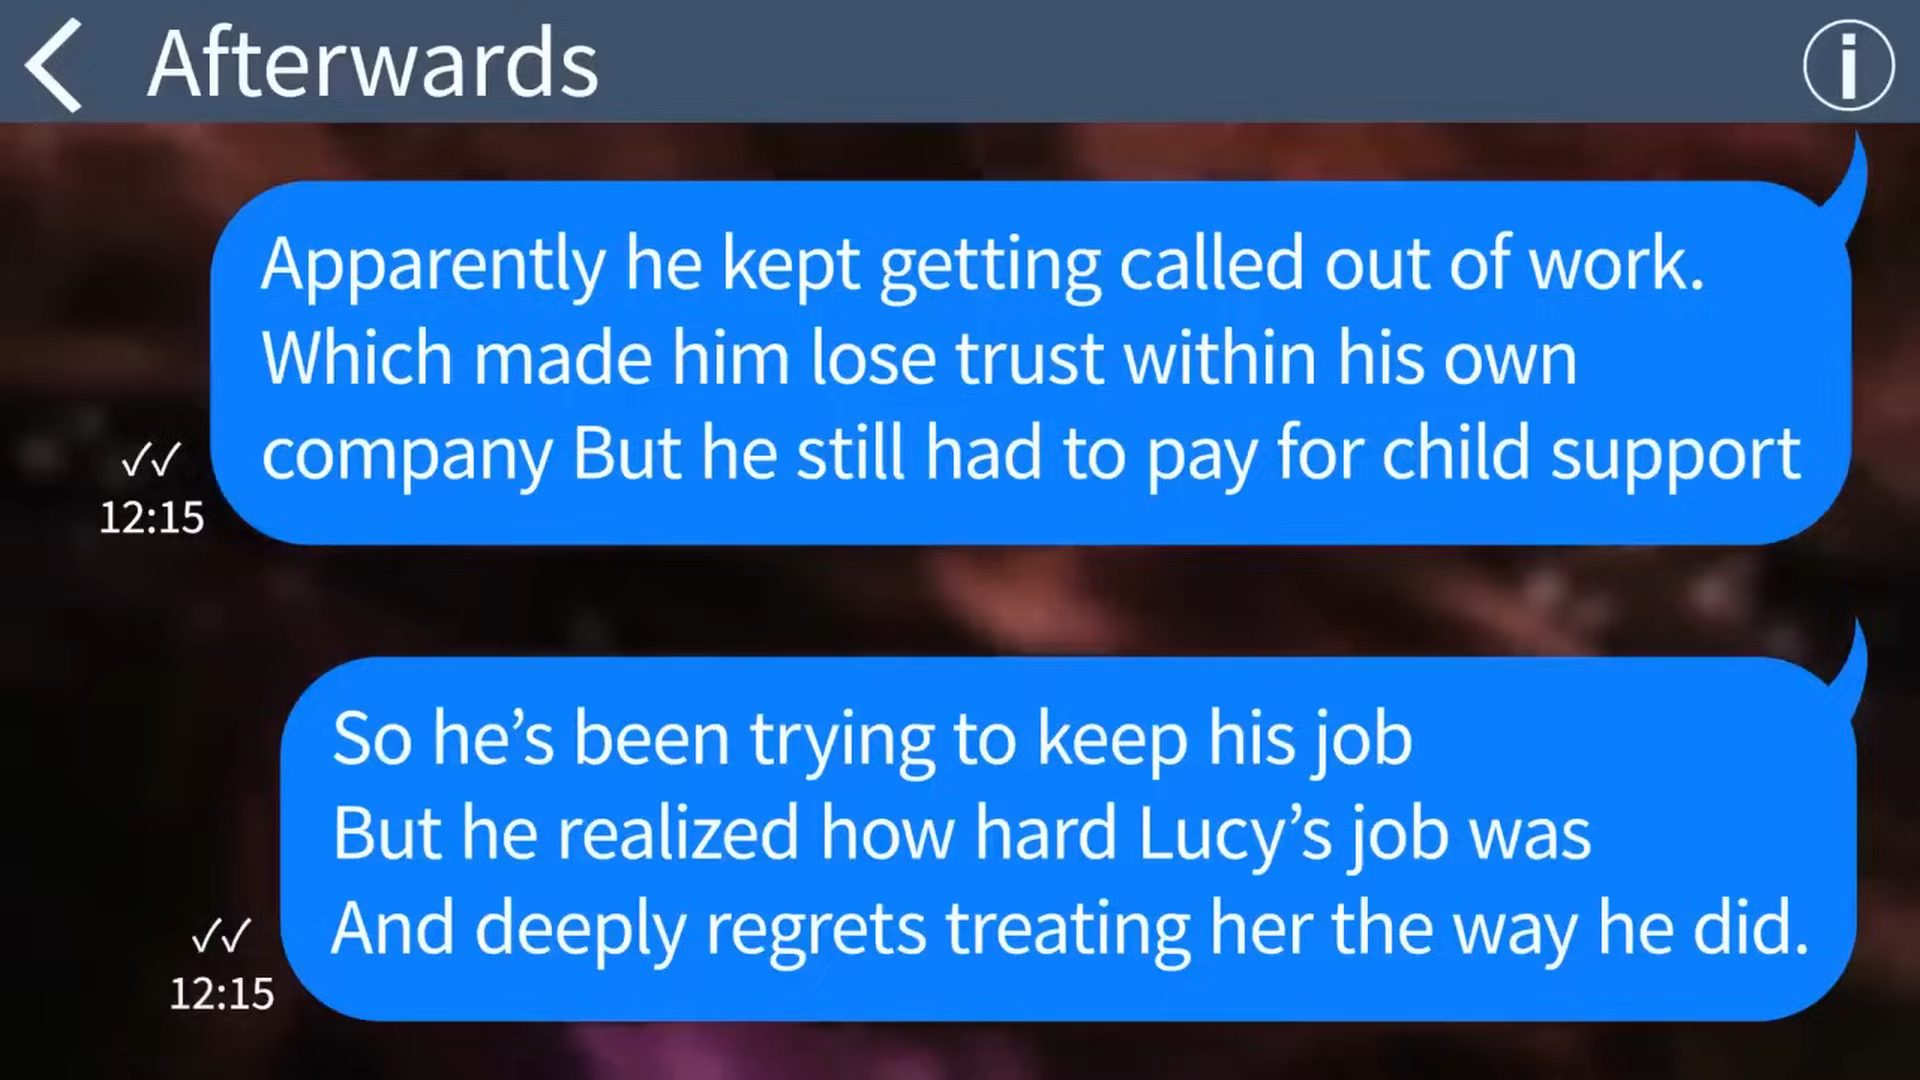 Afterwards
Apparently he kept getting called out of work.
Which made him lose trust within his own
company But he still had to pay for child support
✓✓
12:15
So he’s been trying to keep his job
But he realized how hard Lucy’s job was
And deeply regrets treating her the way he did.
✓✓
12:15